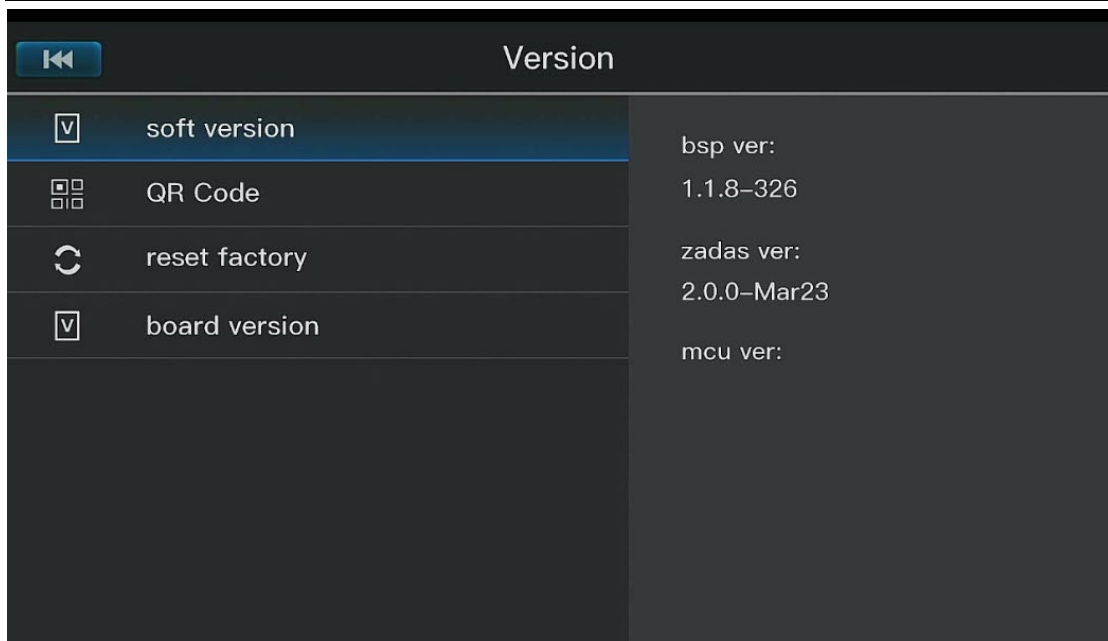 Version
soft version
QR Code
reset factory
board version
bsp ver:
1.1.8-326
zadas ver:
2.0.0-Mar23
mcu ver: